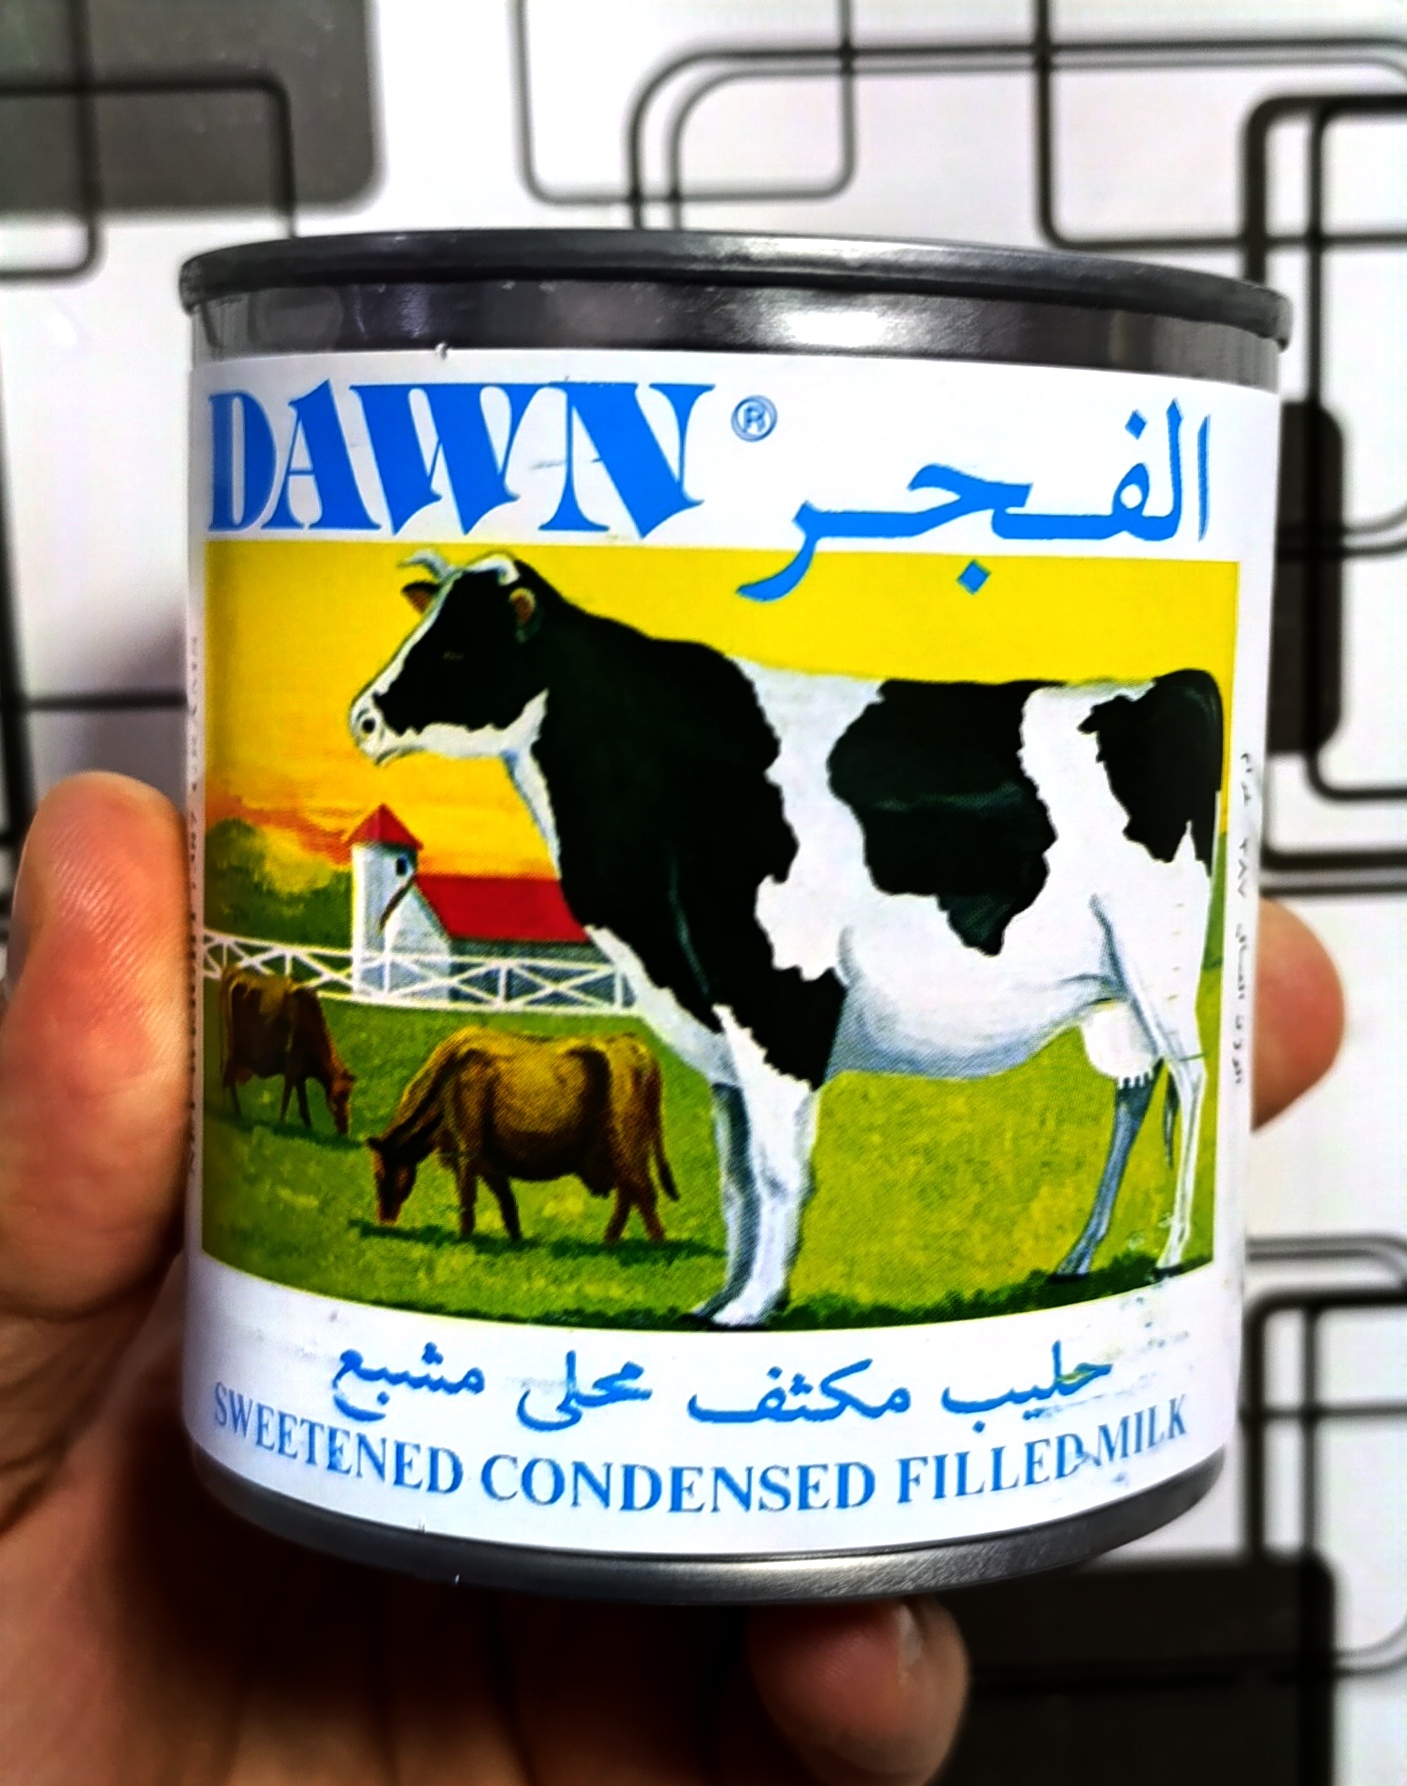 DAWN® الفجر
حليب مكثف محلى مشبع
SWEETENED CONDENSED FILLED MILK